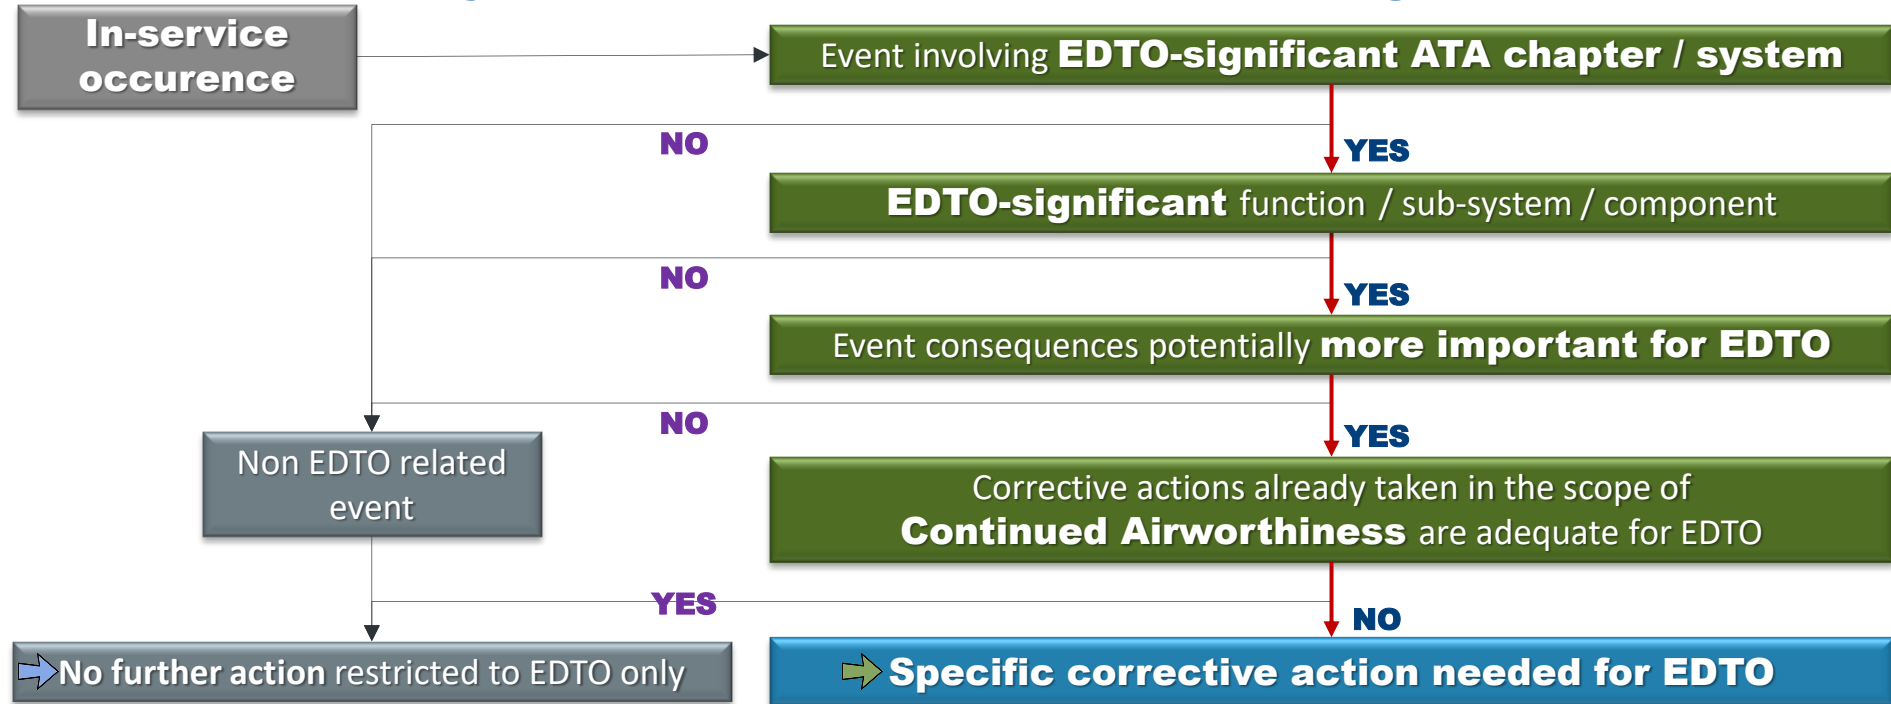 In-service
occurence
Event involving EDTO-significant ATA chapter / system
NO
YES
EDTO-significant function / sub-system / component
NO
YES
Event consequences potentially more important for EDTO
NO
YES
Non EDTO related
event
Corrective actions already taken in the scope of
Continued Airworthiness are adequate for EDTO
YES
NO
No further action restricted to EDTO only
Specific corrective action needed for EDTO